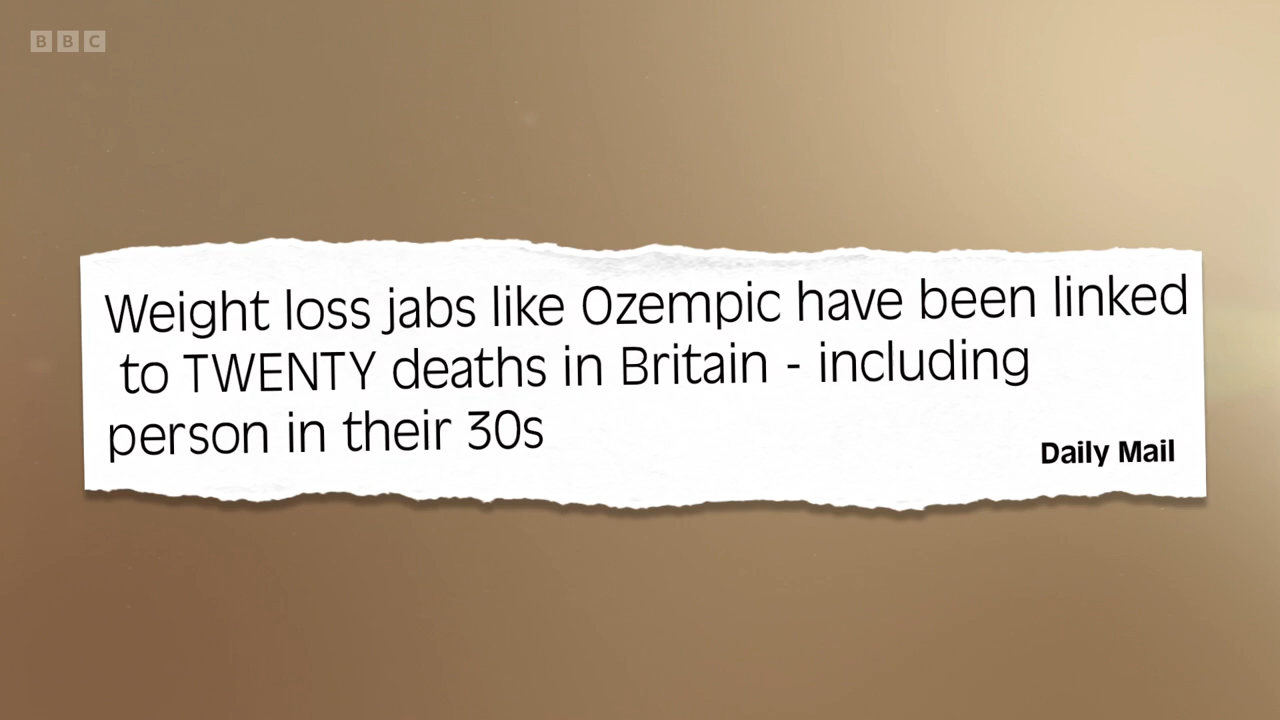 BBC
Weight loss jabs like Ozempic have been linked
to TWENTY deaths in Britain - including
person in their 30s
Daily Mail